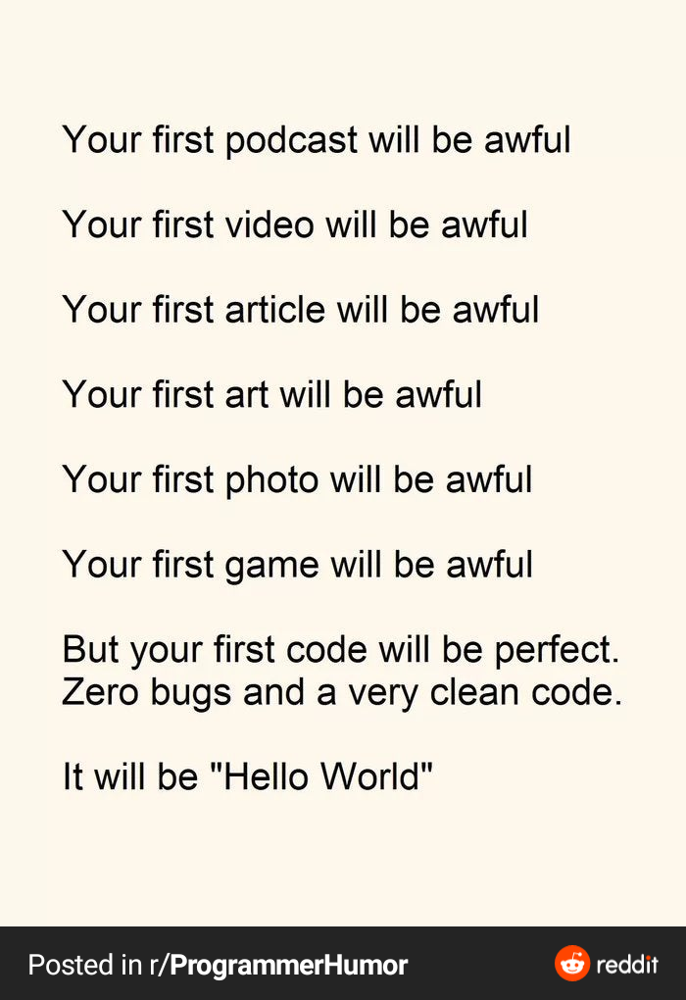 Your first podcast will be awful
Your first video will be awful
Your first article will be awful
Your first art will be awful
Your first photo will be awful
Your first game will be awful
But your first code will be perfect.
Zero bugs and a very clean code.
It will be "Hello World"
Posted in r/ProgrammerHumor
reddit